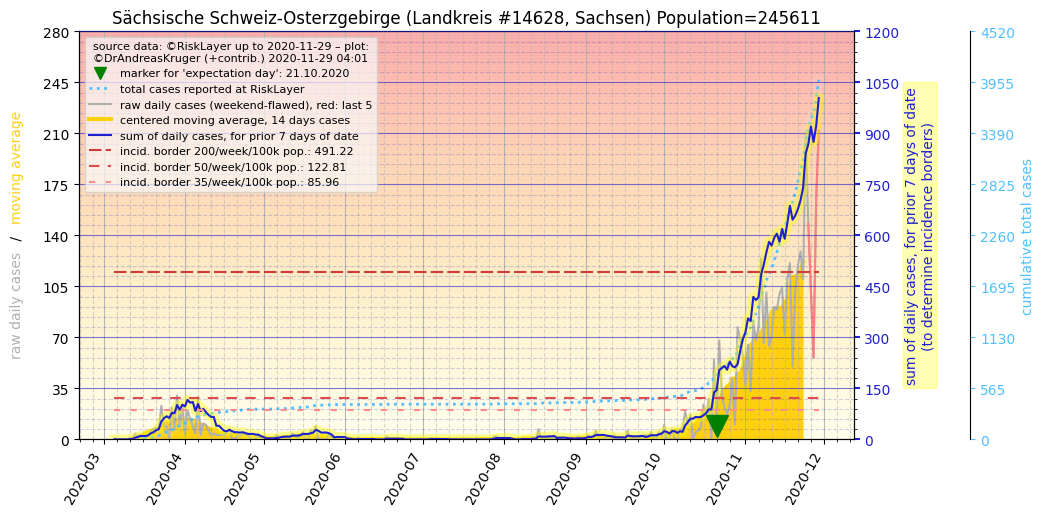 Sächsische Schweiz-Osterzgebirge (Landkreis #14628, Sachsen) Population=245611
source data: ©RiskLayer up to 2020-11-29 – plot:
©DrAndreasKruger (+contrib.) 2020-11-29 04:01
marker for 'expectation day': 21.10.2020
total cases reported at RiskLayer
raw daily cases (weekend-flawed), red: last 5
centered moving average, 14 days cases
sum of daily cases, for prior 7 days of date
incid. border 200/week/100k pop.: 491.22
incid. border 50/week/100k pop.: 122.81
incid. border 35/week/100k pop.: 85.96
raw daily cases / moving average
280
245
210
175
140
105
70
35
0
2020-03
2020-04
2020-05
2020-06
2020-07
2020-08
2020-09
2020-10
2020-11
2020-12
1200
1050
900
750
600
450
300
150
0
sum of daily cases, for prior 7 days of date
(to determine incidence borders)
4520
3955
3390
2825
2260
1695
1130
565
0
cumulative total cases